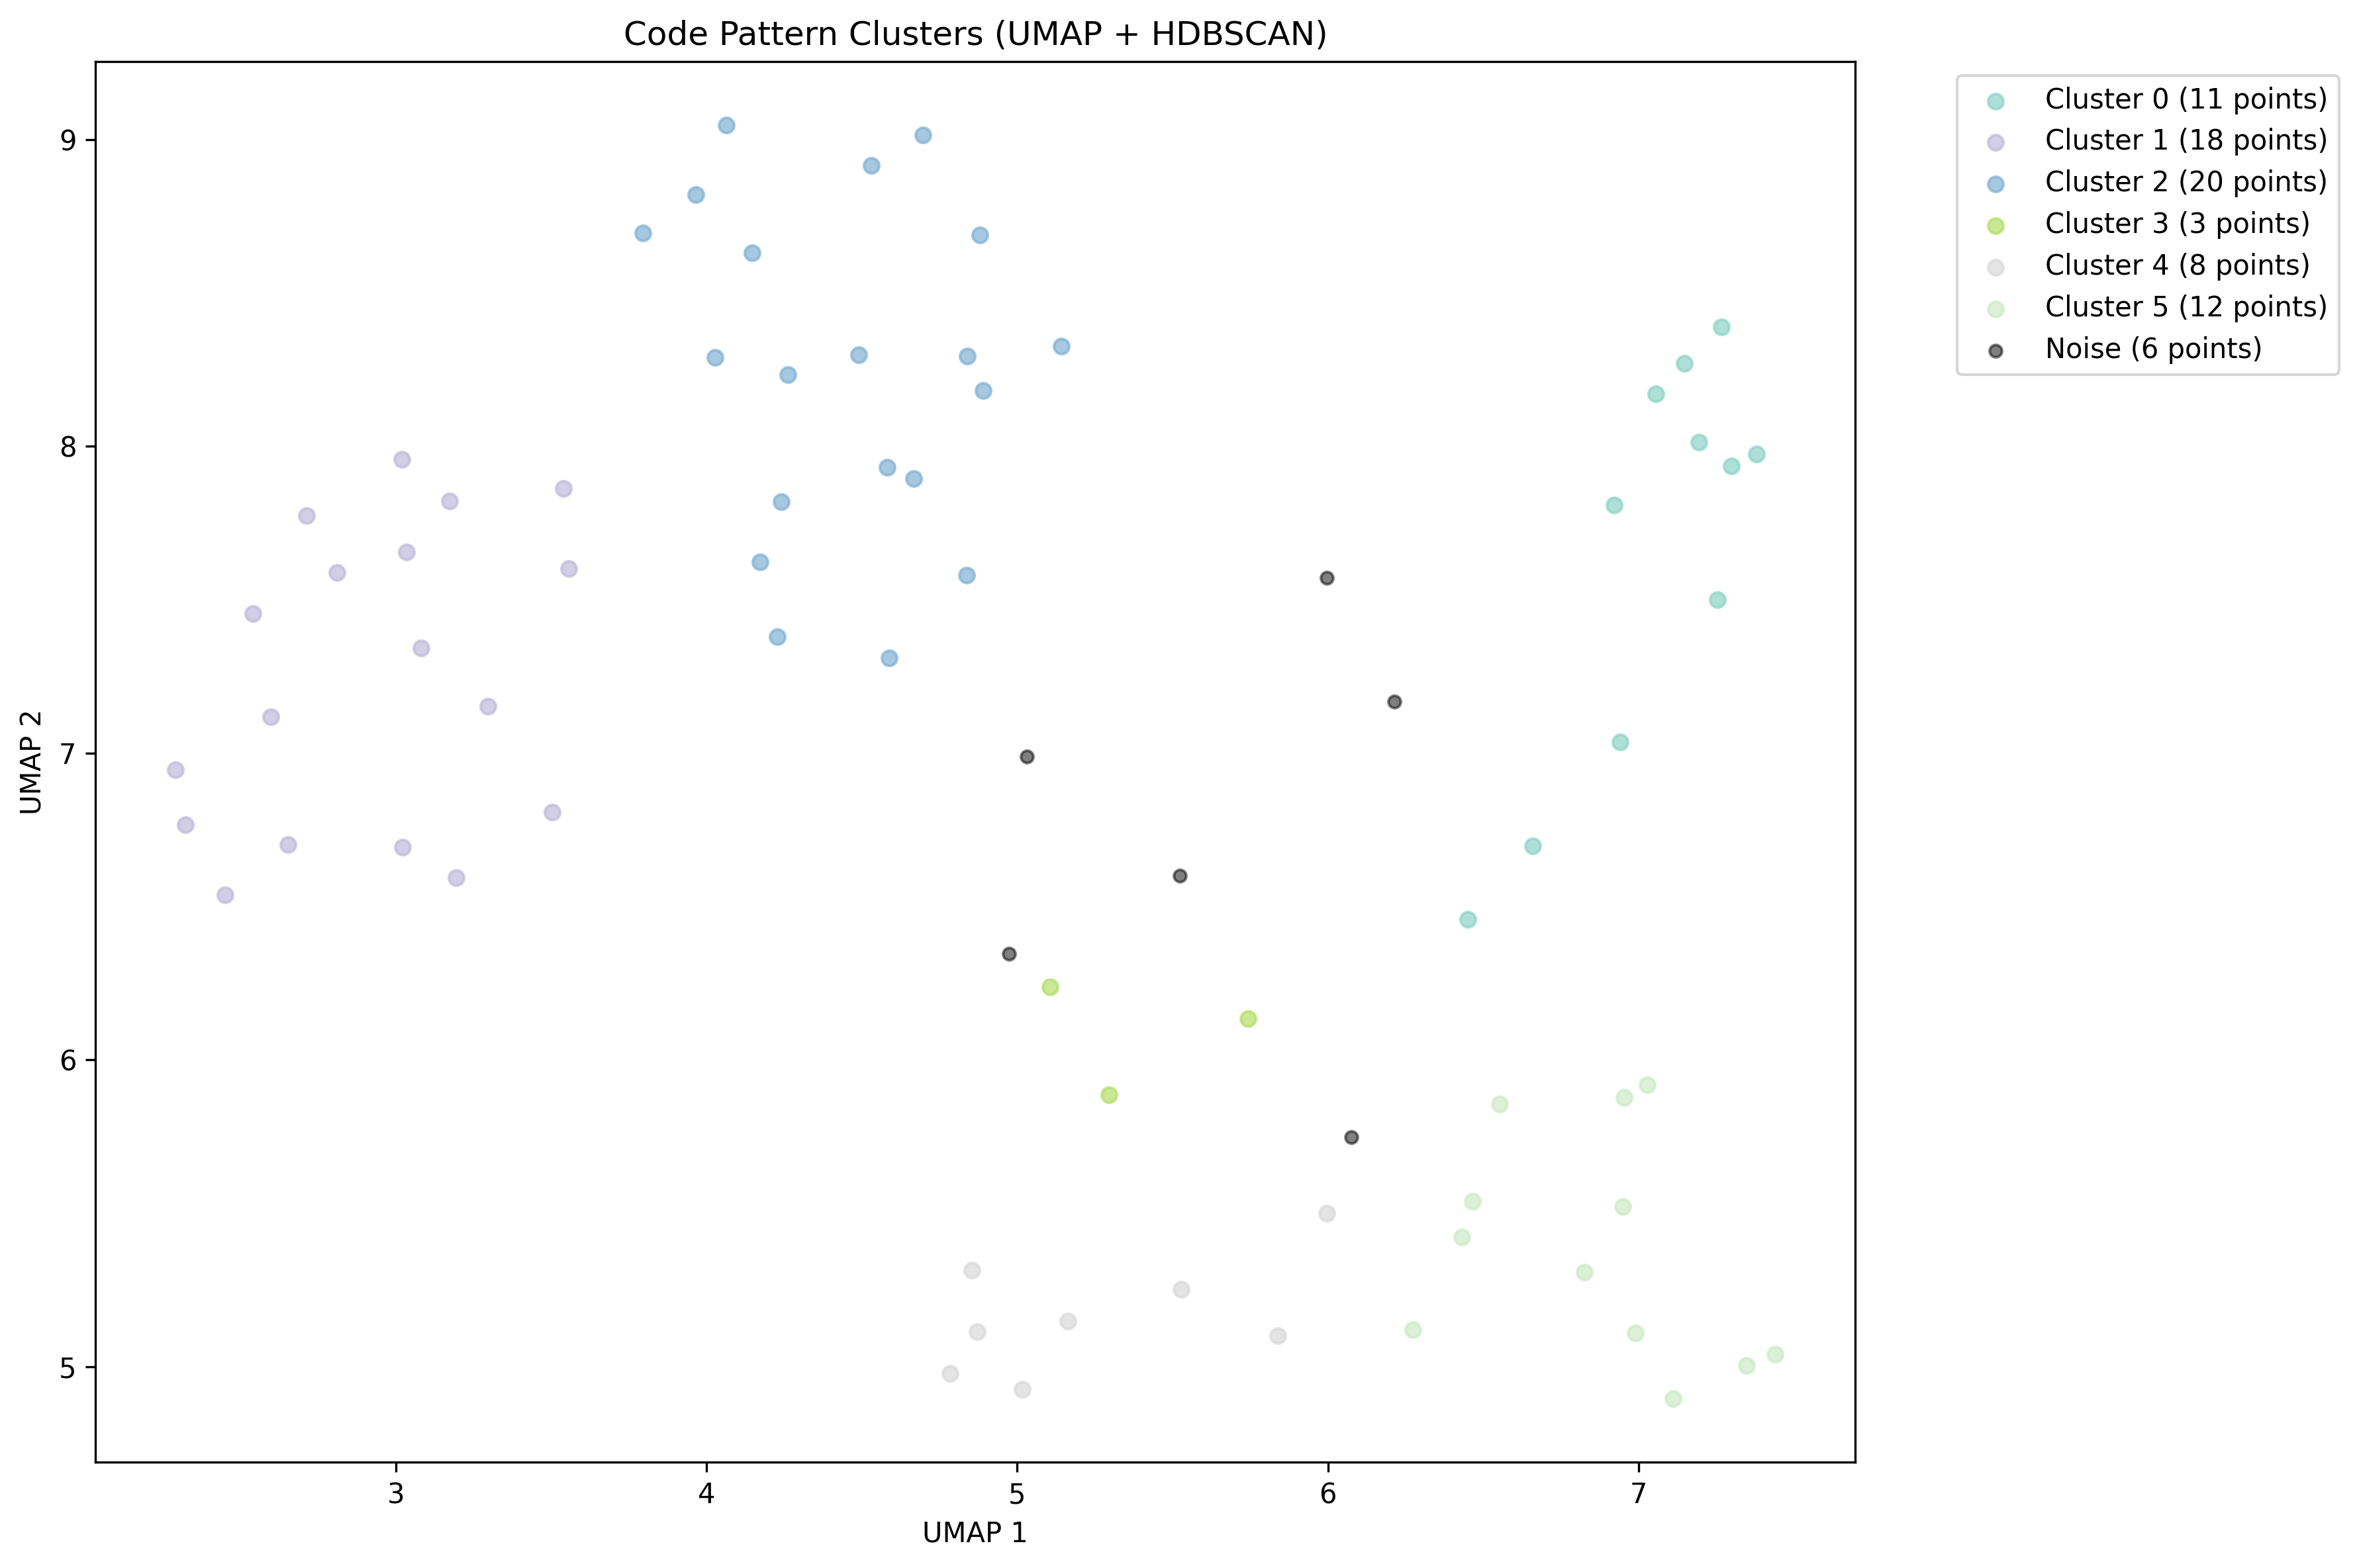 Code Pattern Clusters (UMAP + HDBSCAN)
Cluster 0 (11 points)
Cluster 1 (18 points)
Cluster 2 (20 points)
Cluster 3 (3 points)
Cluster 4 (8 points)
Cluster 5 (12 points)
Noise (6 points)
UMAP 2
9
8
7
6
5
3 4 5 6 7
UMAP 1